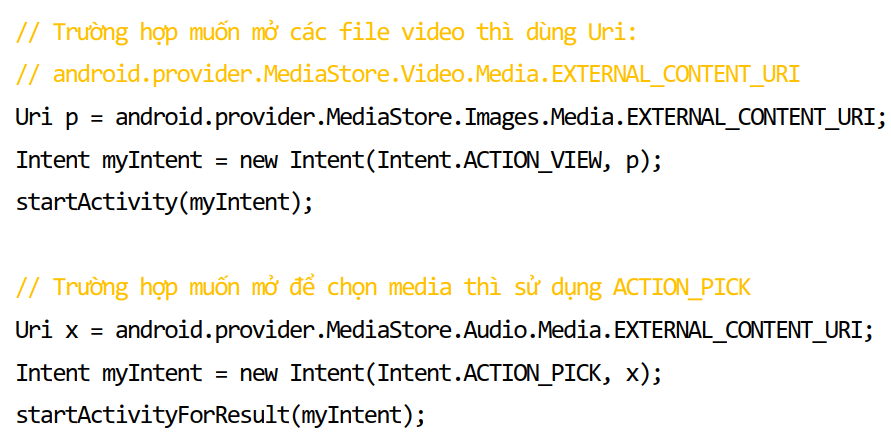 // Trường hợp muốn mở các file video thì dùng Uri:
// android.provider.MediaStore.Video.Media.EXTERNAL_CONTENT_URI
Uri p = android.provider.MediaStore.Images.Media.EXTERNAL_CONTENT_URI;
Intent myIntent = new Intent(Intent.ACTION_VIEW, p);
startActivity(myIntent);
// Trường hợp muốn mở để chọn media thì sử dụng ACTION_PICK
Uri x = android.provider.MediaStore.Audio.Media.EXTERNAL_CONTENT_URI;
Intent myIntent = new Intent(Intent.ACTION_PICK, x);
startActivityForResult(myIntent);